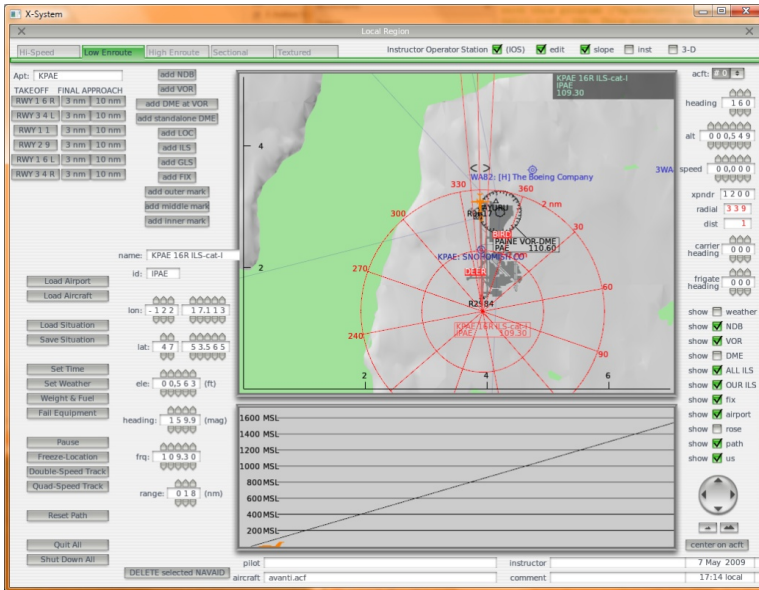 X-System
Local Region
Hi-Speed Low Enroute High Enroute Sectional Textured Instructor Operator Station (IOS) edit slope inst 3-D
Apt: KPAE
TAKEOFF FINAL APPROACH
RWY 1 6 R 3 nm 10 nm
RWY 3 4 L 3 nm 10 nm
RWY 1 1 3 nm 10 nm
RWY 2 9 3 nm 10 nm
RWY 1 6 L 3 nm 10 nm
RWY 3 4 R 3 nm 10 nm
add NDB
add VOR
add DME at VOR
add standalone DME
add LOC
add ILS
add GLS
add FIX
add outer mark
add middle mark
add inner mark
name: KPAE 16R ILS-cat-I
id: IPAE
Load Airport
Load Aircraft
Load Situation
Save Situation
Set Time
Set Weather
Weight & Fuel
Fail Equipment
Pause
Freeze-Location
Double-Speed Track
Quad-Speed Track
Reset Path
Quit All
Shut Down All
lon: -1 2 2 1 7.1 1 3
lat: 4 7 5 3.5 6 5
ele: 0 0,5 6 3 (ft)
heading: 1 5 9.9 (mag)
frq: 1 0 9.3 0
range: 0 1 8 (nm)
DELETE selected NAVAID
KPAE 16R ILS-cat-I
IPAE
109.30
4
2
2
4
6
WA82: [H] The Boeing Company
3WA
330
360
2 nm
300
30
270
60
240
90
BIRD
PAINE VOR-DME
PAE 110.60
KPAE: SNOHOMISH CO
DEER
KPAE 16R ILS-cat-I
109.30
1600 MSL
1400 MSL
1200 MSL
1000 MSL
800 MSL
600 MSL
400 MSL
200 MSL
pilot
instructor
aircraft avanti.acf
comment
acft: # 0
heading 1 6 0
alt 0 0 0,5 4 9
speed 0 0,0 0 0
xpndr 1 2 0 0
radial 3 3 9
dist 1
carrier heading 0 0 0
frigate heading 0 0 0
show weather
show NDB
show VOR
show DME
show ALL ILS
show OUR ILS
show fix
show airport
show rose
show path
show us
center on acft
7 May 2009
17:14 local